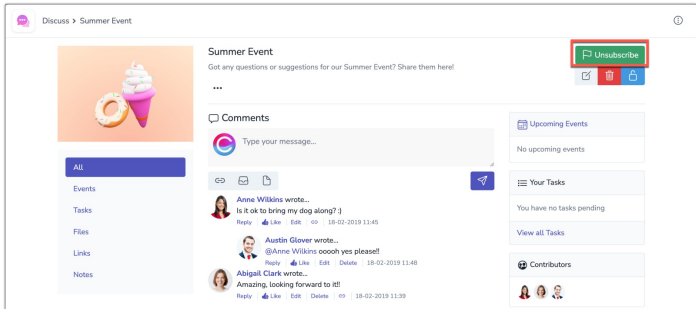 Discuss > Summer Event
Summer Event
Unsubscribe
Got any questions or suggestions for our Summer Event? Share them here!
...
Comments
Type your message...
All
Events
Tasks
Files
Links
Notes
Anne Wilkins wrote...
Is it ok to bring my dog along? :)
Reply Like Edit 18-02-2019 11:45
Austin Glover wrote...
@Anne Wilkins ooooh yes please!!
Reply Like Edit Delete 18-02-2019 11:48
Abigail Clark wrote...
Amazing, looking forward to it!!
Reply Like Edit Delete 18-02-2019 11:39
Upcoming Events
No upcoming events
Your Tasks
You have no tasks pending
View all Tasks
Contributors